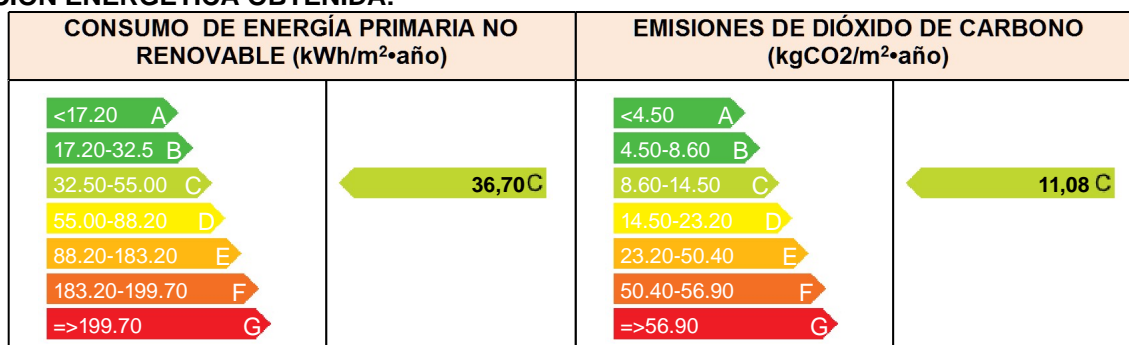 CONSUMO DE ENERGÍA PRIMARIA NO
RENOVABLE (kWh/m²•año)
<17.20 A
17.20-32.5 B
32.50-55.00 C
55.00-88.20 D
88.20-183.20 E
183.20-199.70 F
=>199.70 G
36,70 C
EMISIONES DE DIÓXIDO DE CARBONO
(kgCO2/m²•año)
<4.50 A
4.50-8.60 B
8.60-14.50 C
14.50-23.20 D
23.20-50.40 E
50.40-56.90 F
=>56.90 G
11,08 C